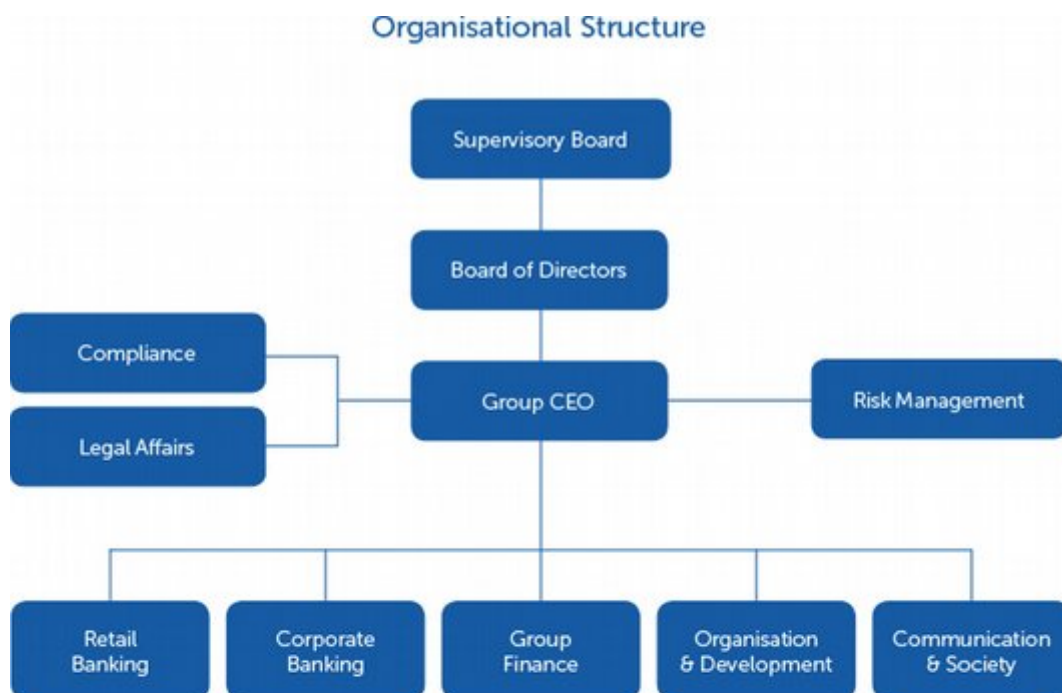 Organisational Structure
Supervisory Board
Board of Directors
Compliance
Group CEO
Risk Management
Legal Affairs
Retail
Banking
Corporate
Banking
Group
Finance
Organisation
& Development
Communication
& Society